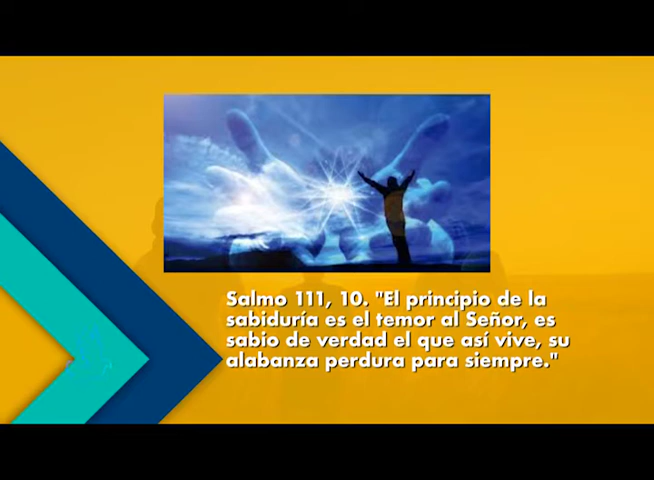 Salmo 111, 10. "El principio de la
sabiduría es el temor al Señor, es
sabio de verdad el que así vive, su
alabanza perdura para siempre."